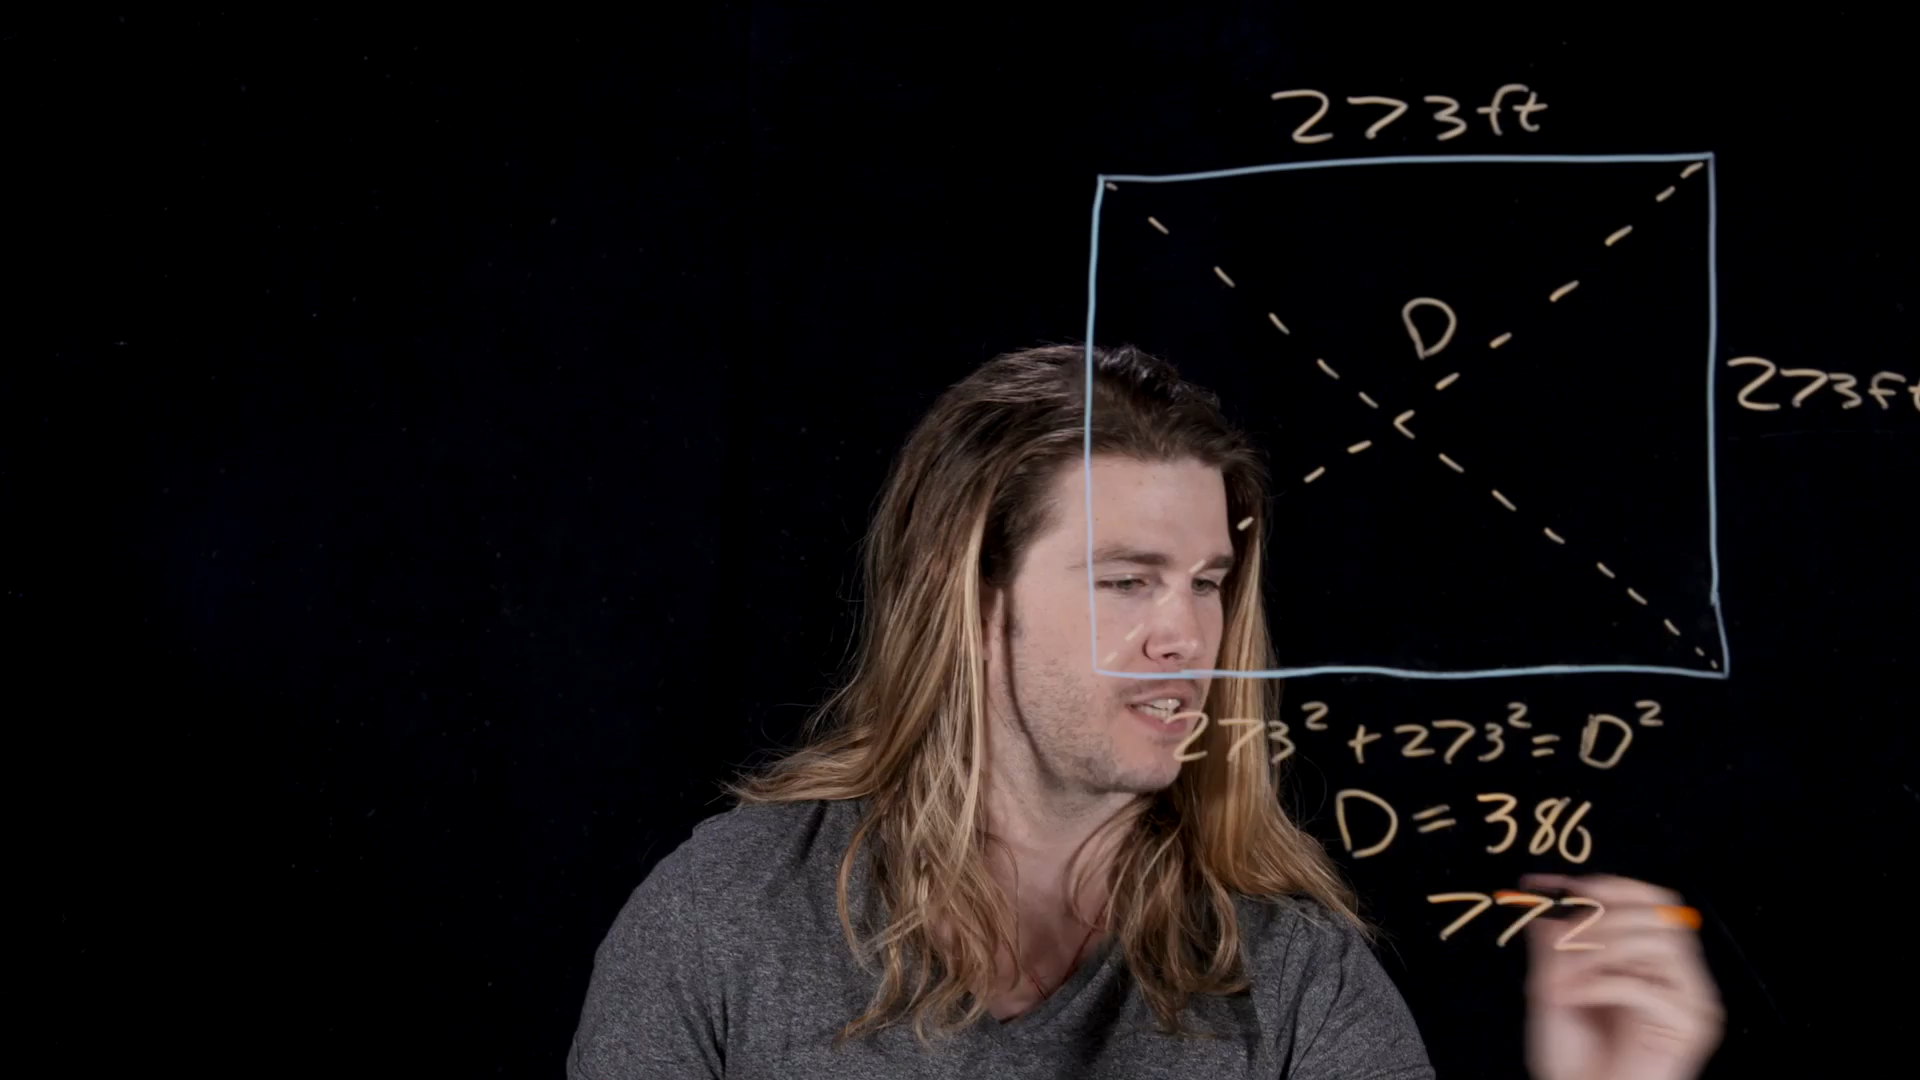 273ft
D
273ft
273² + 273² = D²
D = 386
772